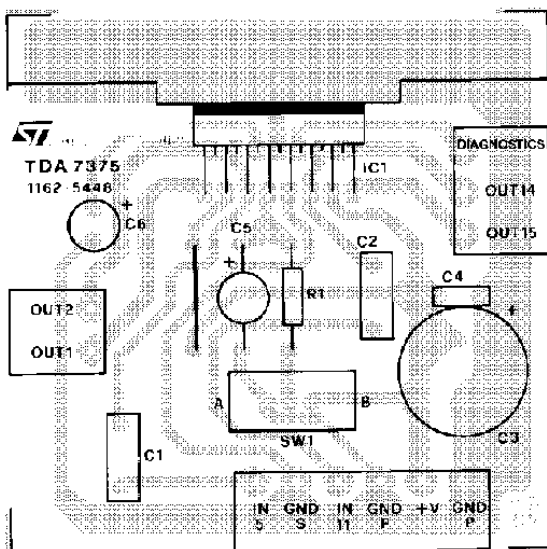 ST
DIAGNOSTICS
TDA 7375
IC1
1162-5448
OUT14
+
C6
C5
OUT15
C2
+
C4
R1
+
OUT2
OUT1
A
B
C3
SW1
C1
IN GND IN GND +V GND
5 S 11 P P